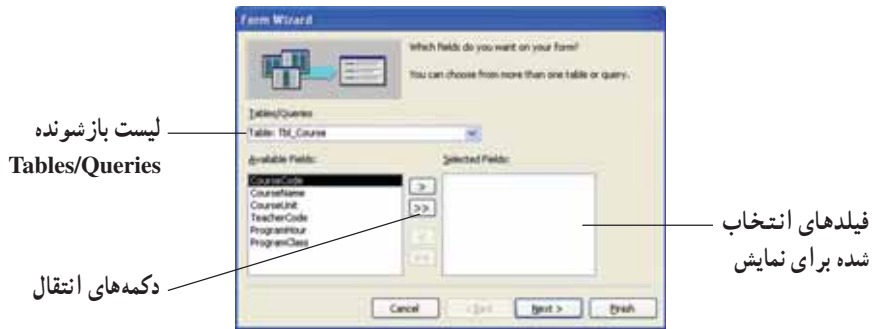 Form Wizard
Which fields do you want on your form?
You can choose from more than one table or query.
Tables/Queries
Table: Tbl_Course
Available Fields:
Selected Fields:
CourseCode
CourseName
CourseUnit
TeacherCode
ProgramHour
ProgramClass
>
>>
<
<<
Cancel
< Back
Next >
Finish
لیست بازشونده
Tables/Queries
دکمه‌های انتقال
فیلدهای انتخاب
شده برای نمایش